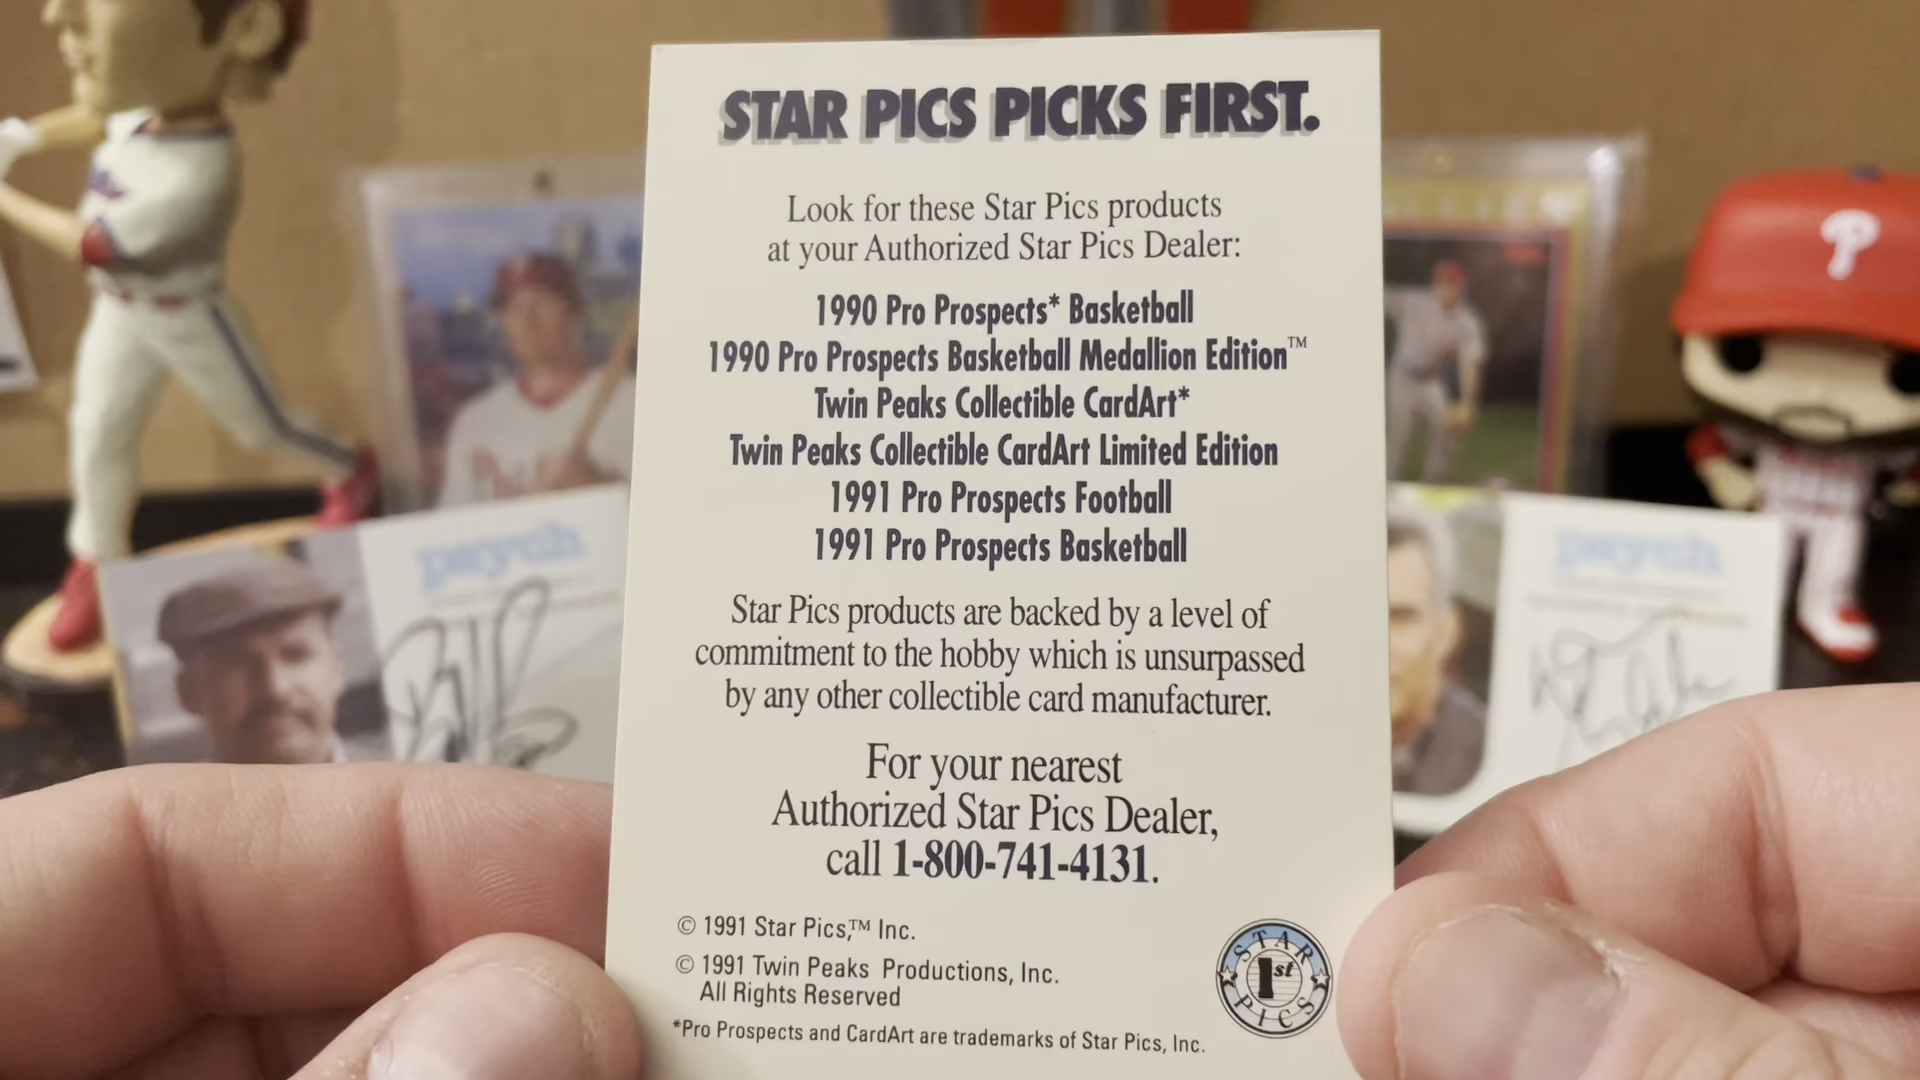 STAR PICS PICKS FIRST.
Look for these Star Pics products
at your Authorized Star Pics Dealer:
1990 Pro Prospects* Basketball
1990 Pro Prospects Basketball Medallion Edition™
Twin Peaks Collectible CardArt*
Twin Peaks Collectible CardArt Limited Edition
1991 Pro Prospects Football
1991 Pro Prospects Basketball
Star Pics products are backed by a level of
commitment to the hobby which is unsurpassed
by any other collectible card manufacturer.
For your nearest
Authorized Star Pics Dealer,
call 1-800-741-4131.
© 1991 Star Pics,™ Inc.
© 1991 Twin Peaks Productions, Inc.
All Rights Reserved
*Pro Prospects and CardArt are trademarks of Star Pics, Inc.
STAR
1st
PICS
psych
psych
P